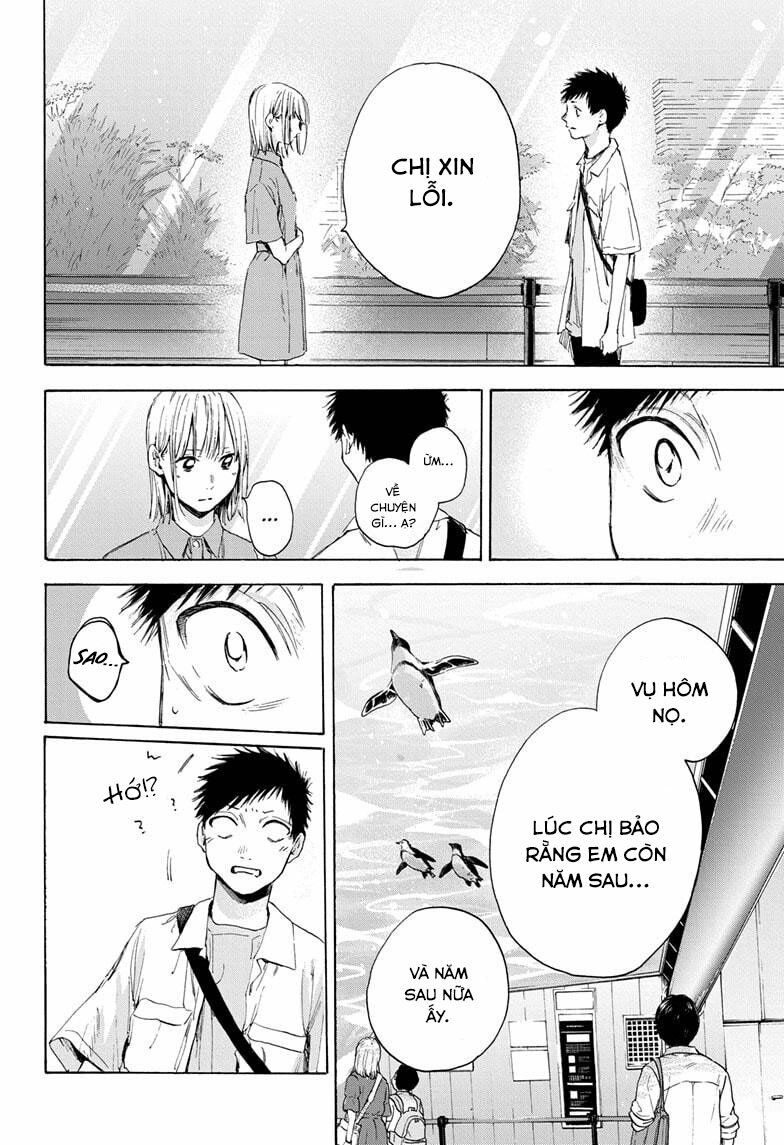 CHỊ XIN
LỖI.
ỪM...
VỀ
CHUYỆN
GÌ... Ạ?
...
VỤ HÔM
NỌ.
LÚC CHỊ BẢO
RẰNG EM CÒN
NĂM SAU...
VÀ NĂM
SAU NỮA
ẤY.
SAO...
HỚ!?